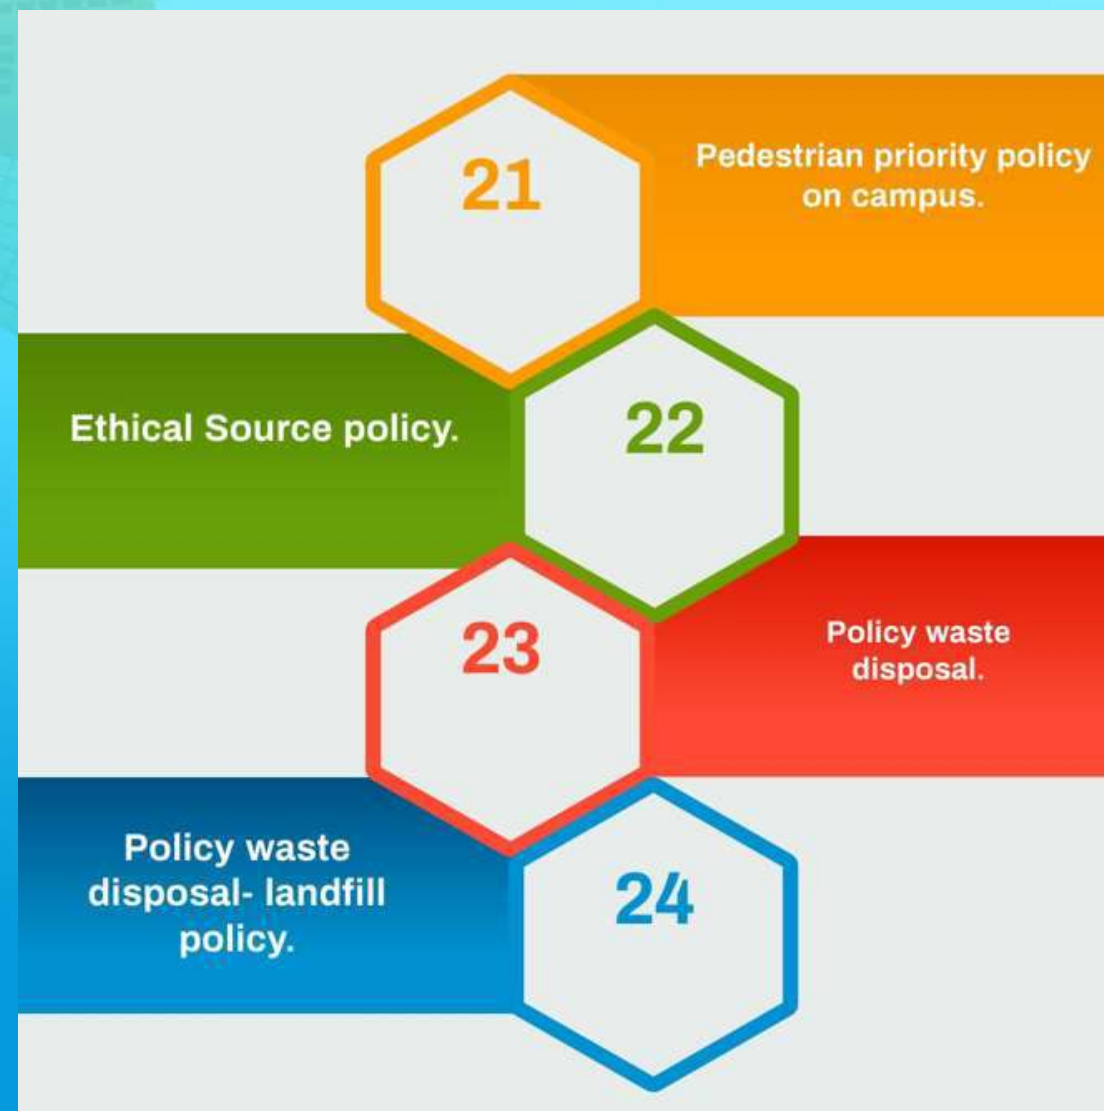 21
Pedestrian priority policy
on campus.
Ethical Source policy.
22
23
Policy waste
disposal.
Policy waste
disposal- landfill
policy.
24